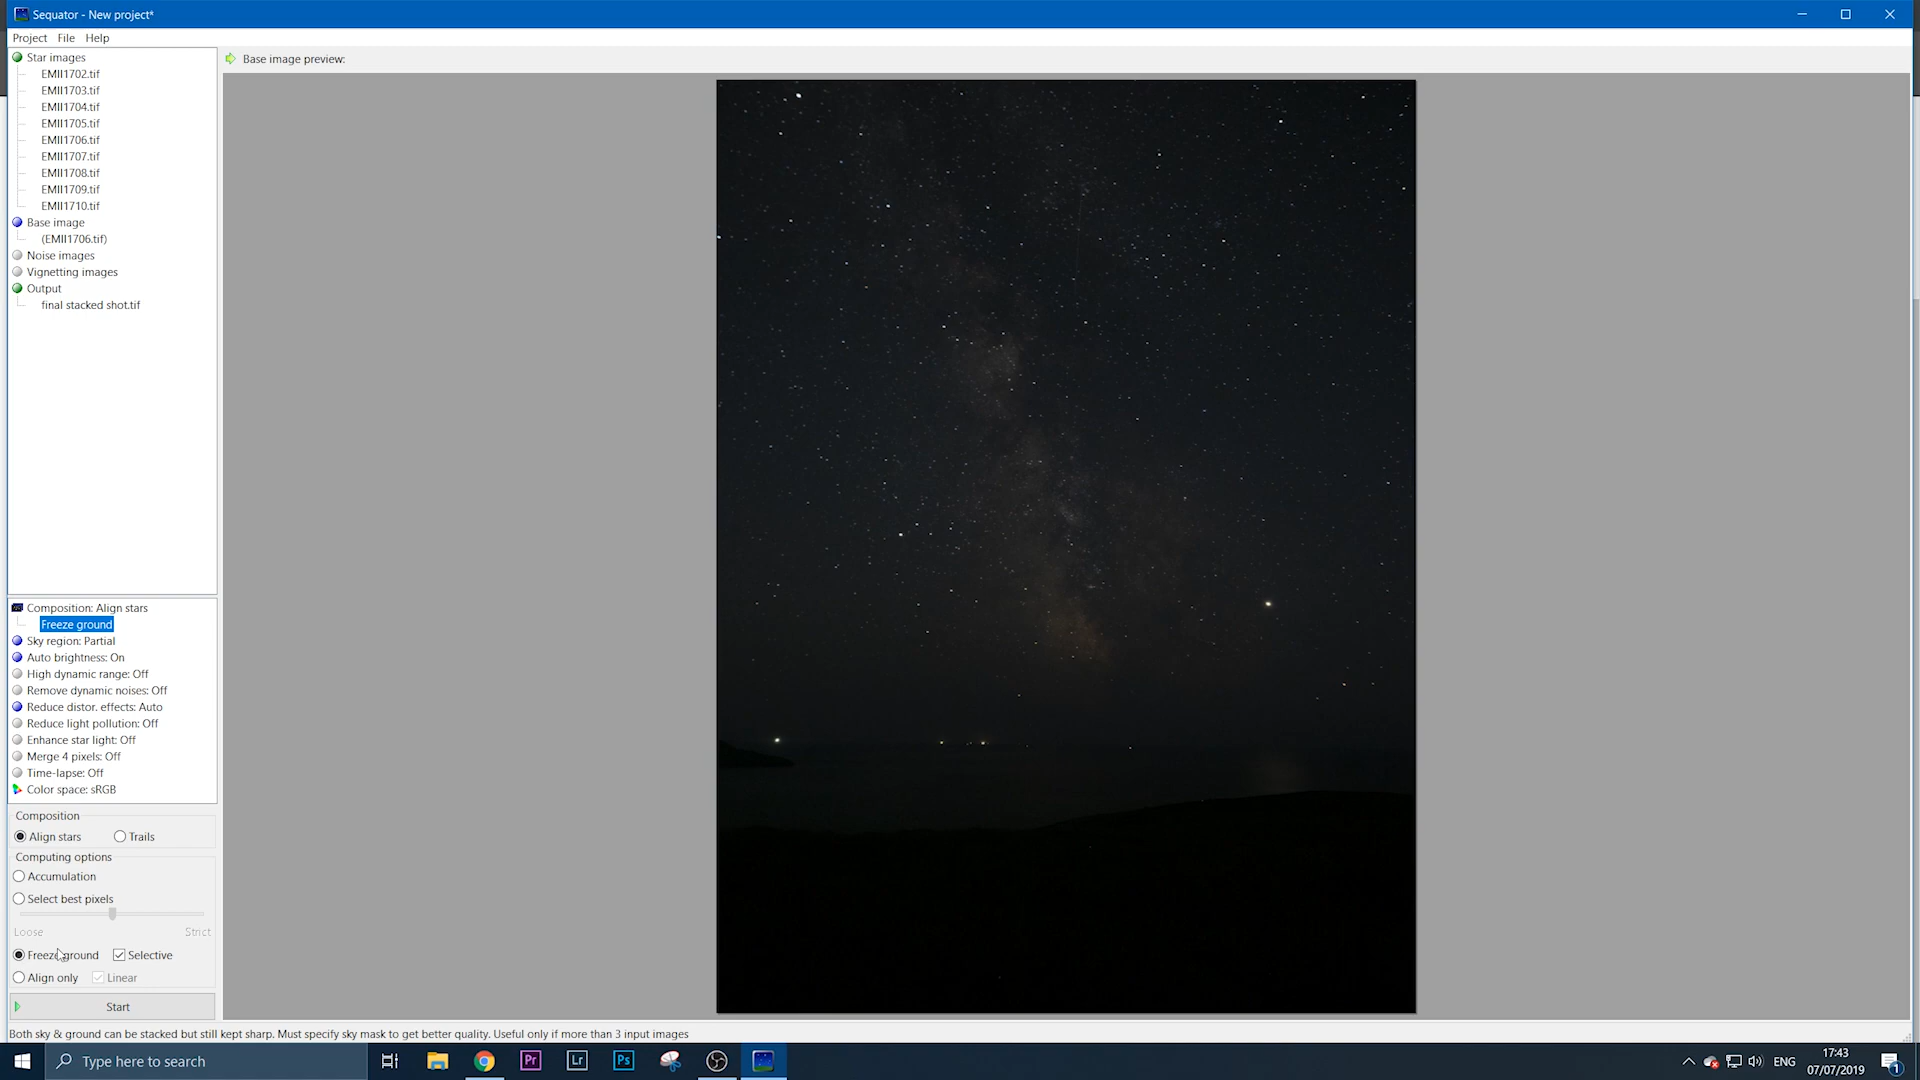 Sequator - New project*
Project File Help
Star images
EMII1702.tif
EMII1703.tif
EMII1704.tif
EMII1705.tif
EMII1706.tif
EMII1707.tif
EMII1708.tif
EMII1709.tif
EMII1710.tif
Base image
(EMII1706.tif)
Noise images
Vignetting images
Output
final stacked shot.tif
Base image preview:
Composition: Align stars
Freeze ground
Sky region: Partial
Auto brightness: On
High dynamic range: Off
Remove dynamic noises: Off
Reduce distor. effects: Auto
Reduce light pollution: Off
Enhance star light: Off
Merge 4 pixels: Off
Time-lapse: Off
Color space: sRGB
Composition
Align stars Trails
Computing options
Accumulation
Select best pixels
Loose Strict
Freeze ground Selective
Align only Linear
Start
Both sky & ground can be stacked but still kept sharp. Must specify sky mask to get better quality. Useful only if more than 3 input images
Type here to search
Pr
Lr
Ps
ENG
17:43
07/07/2019
1